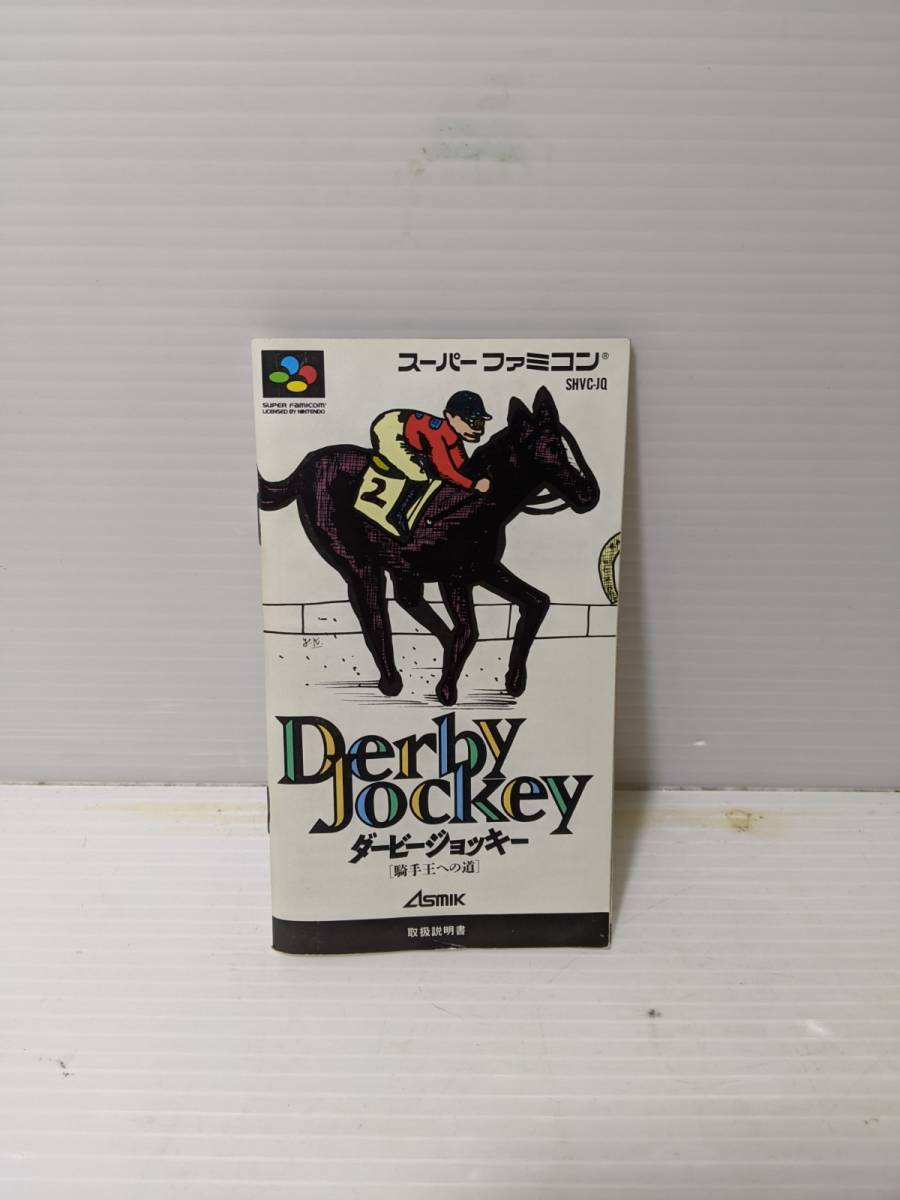 スーパーファミコン®
SHVC-JQ
SUPER FAMICOM
LICENSED BY NINTENDO
2
Derby
Jockey
ダービージョッキー
[騎手王への道]
ASMIK
取扱説明書